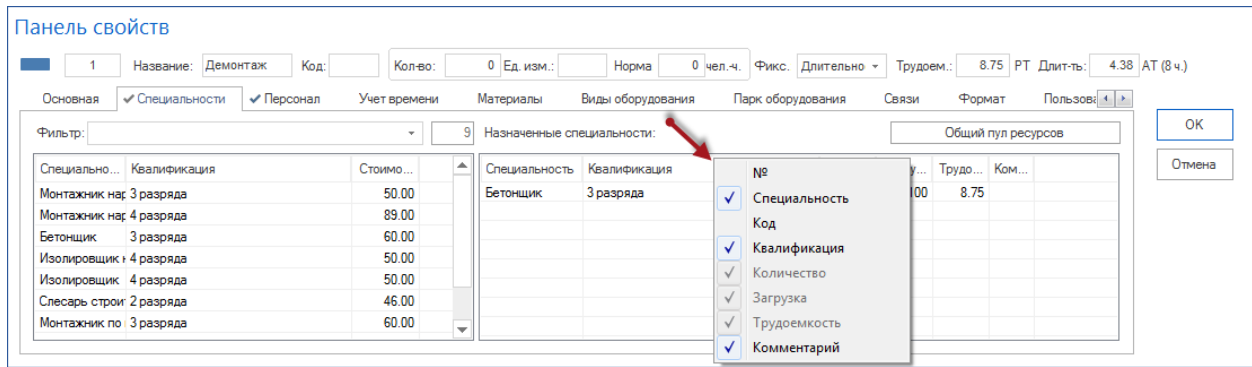 Панель свойств
1 Название: Демонтаж Код: Кол-во: 0 Ед. изм.: Норма 0 чел.-ч. Фикс. Длительно Трудоем.: 8.75 РТ Длит-ть: 4.38 АТ (8 ч.)
Основная Специальности Персонал Учет времени Материалы Виды оборудования Парк оборудования Связи Формат Пользова
ОК
Фильтр: 9 Назначенные специальности: Общий пул ресурсов
Отмена
Специально... Квалификация Стоимо... Специальность Квалификация у... Трудо... Ком...
Монтажник нар 3 разряда 50.00 Бетонщик 3 разряда 100 8.75
Монтажник нар 4 разряда 89.00
Бетонщик 3 разряда 60.00
Изолировщик н 4 разряда 50.00
Изолировщик 4 разряда 50.00
Слесарь строит 2 разряда 46.00
Монтажник по 3 разряда 60.00
№
Специальность
Код
Квалификация
Количество
Загрузка
Трудоемкость
Комментарий